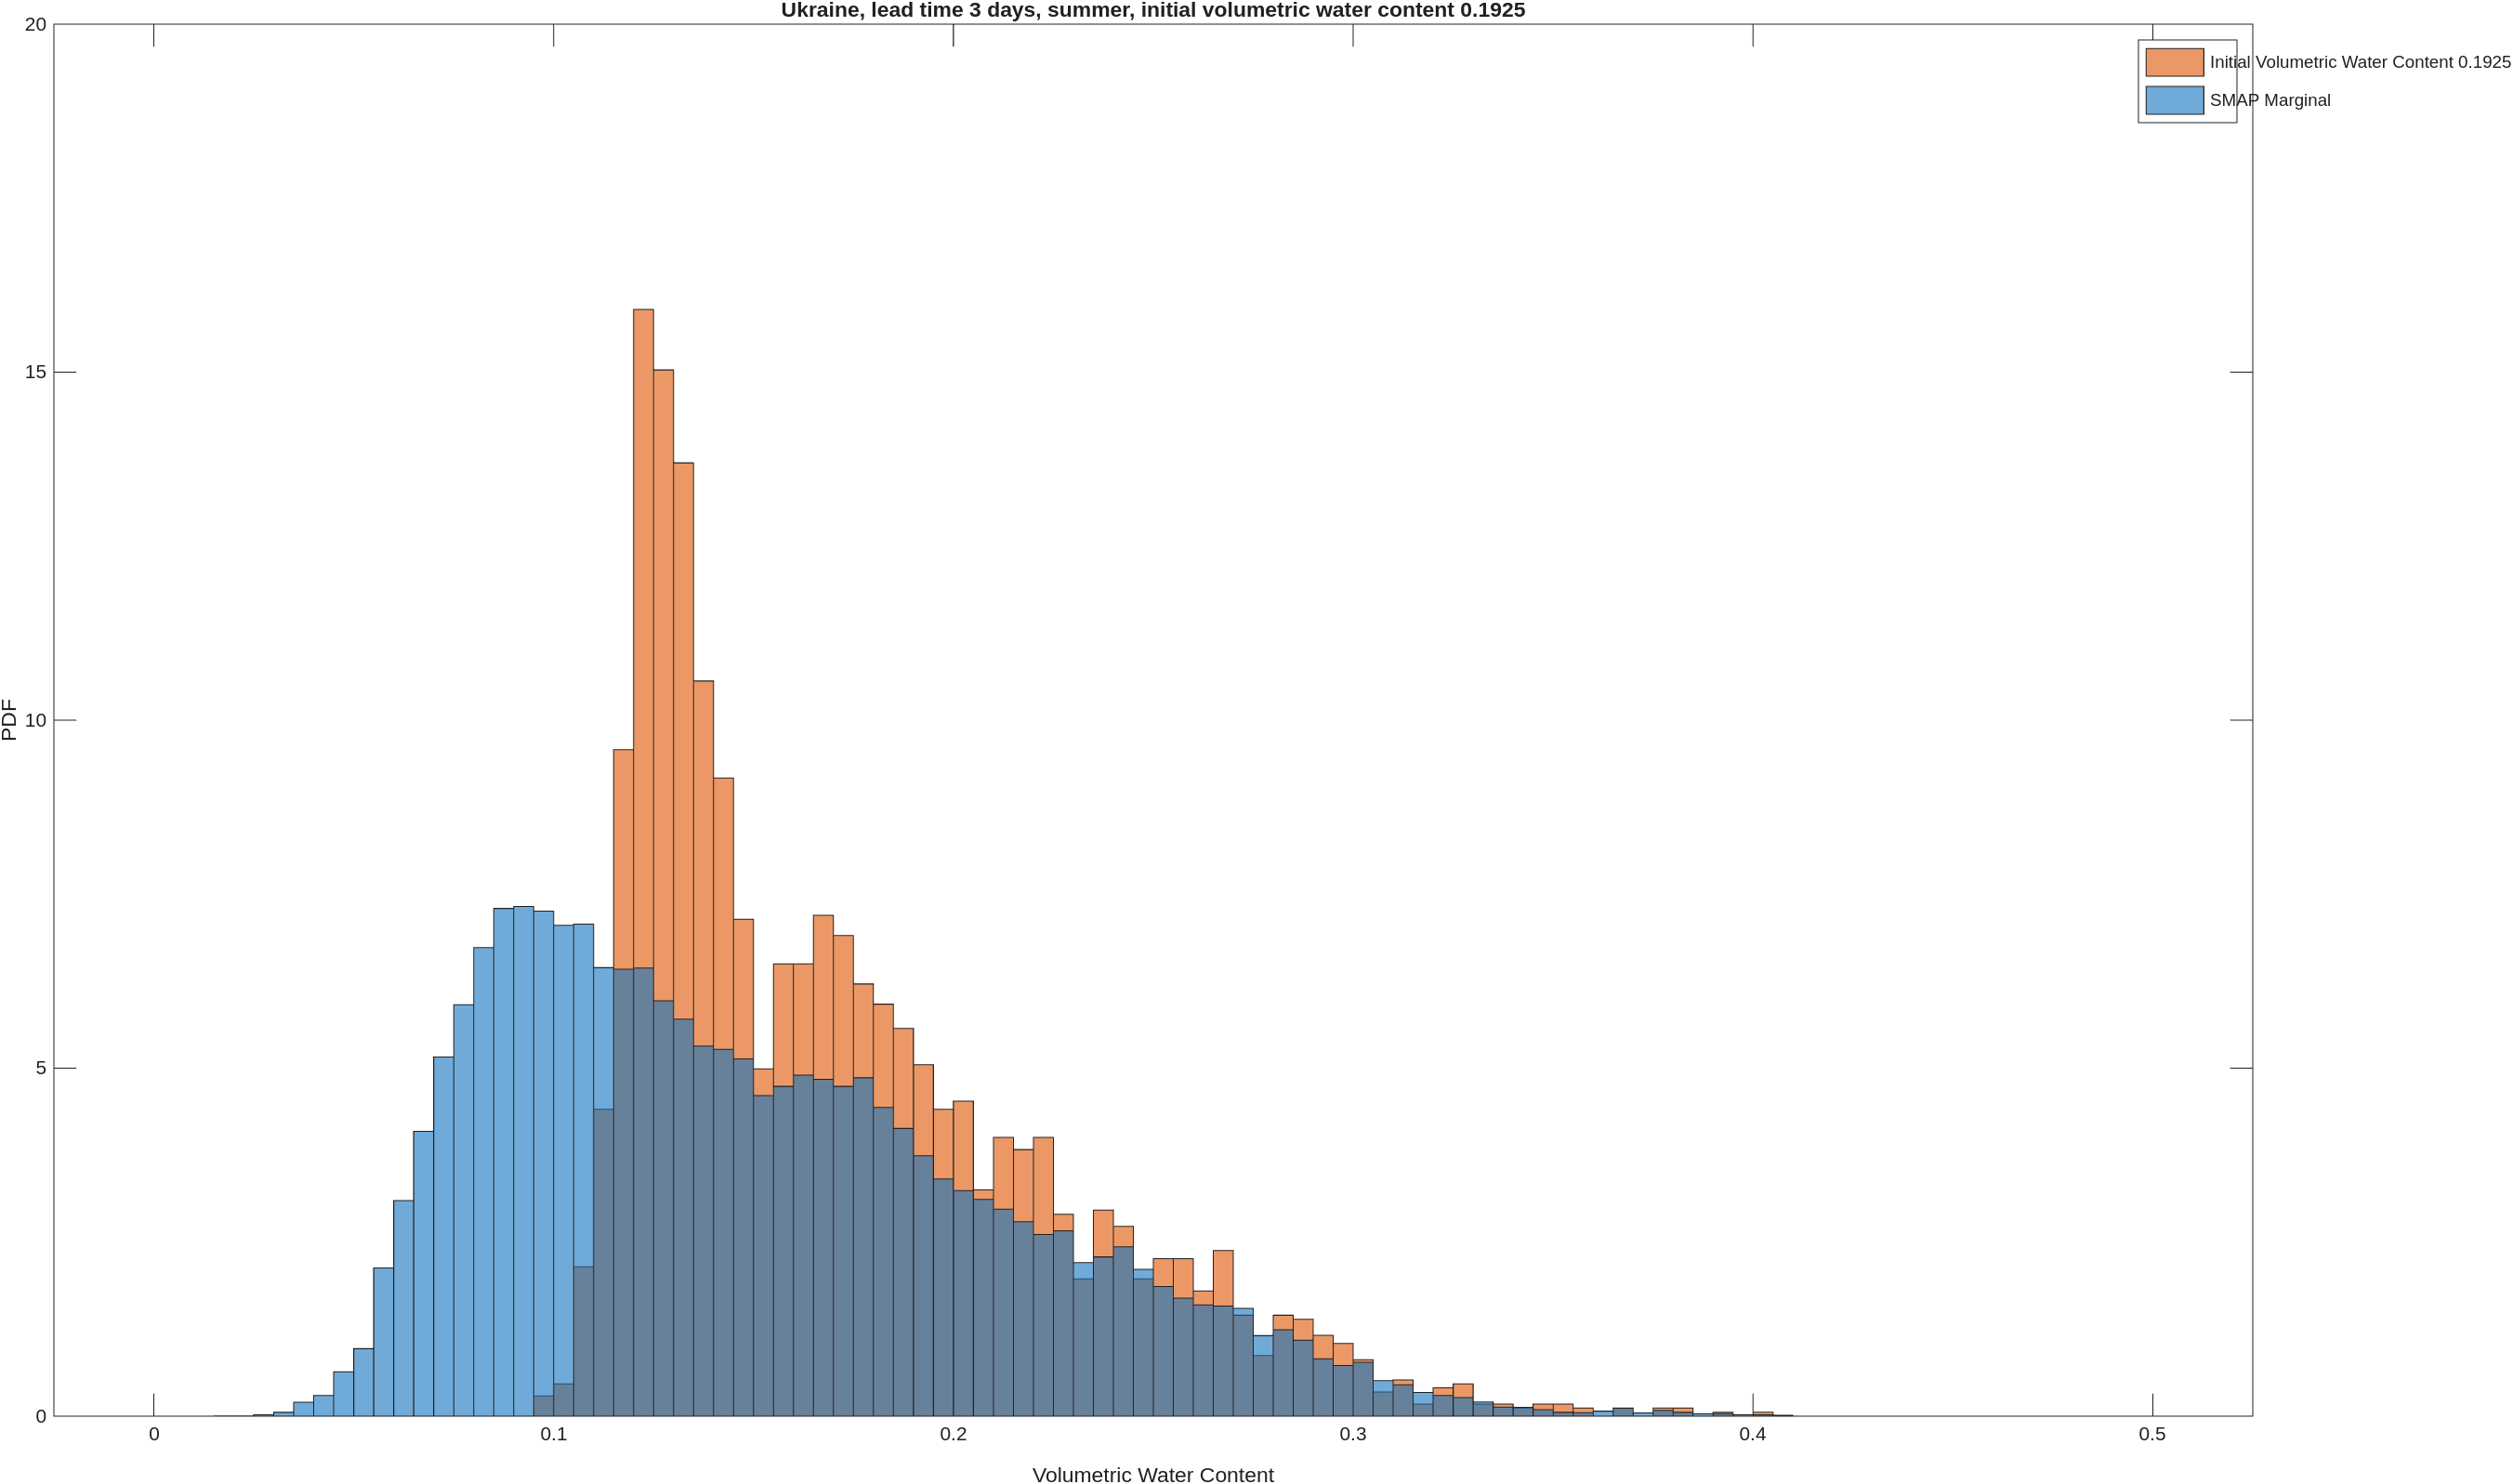 Ukraine, lead time 3 days, summer, initial volumetric water content 0.1925
Initial Volumetric Water Content 0.1925
SMAP Marginal
20
15
10
5
0
PDF
0 0.1 0.2 0.3 0.4 0.5
Volumetric Water Content